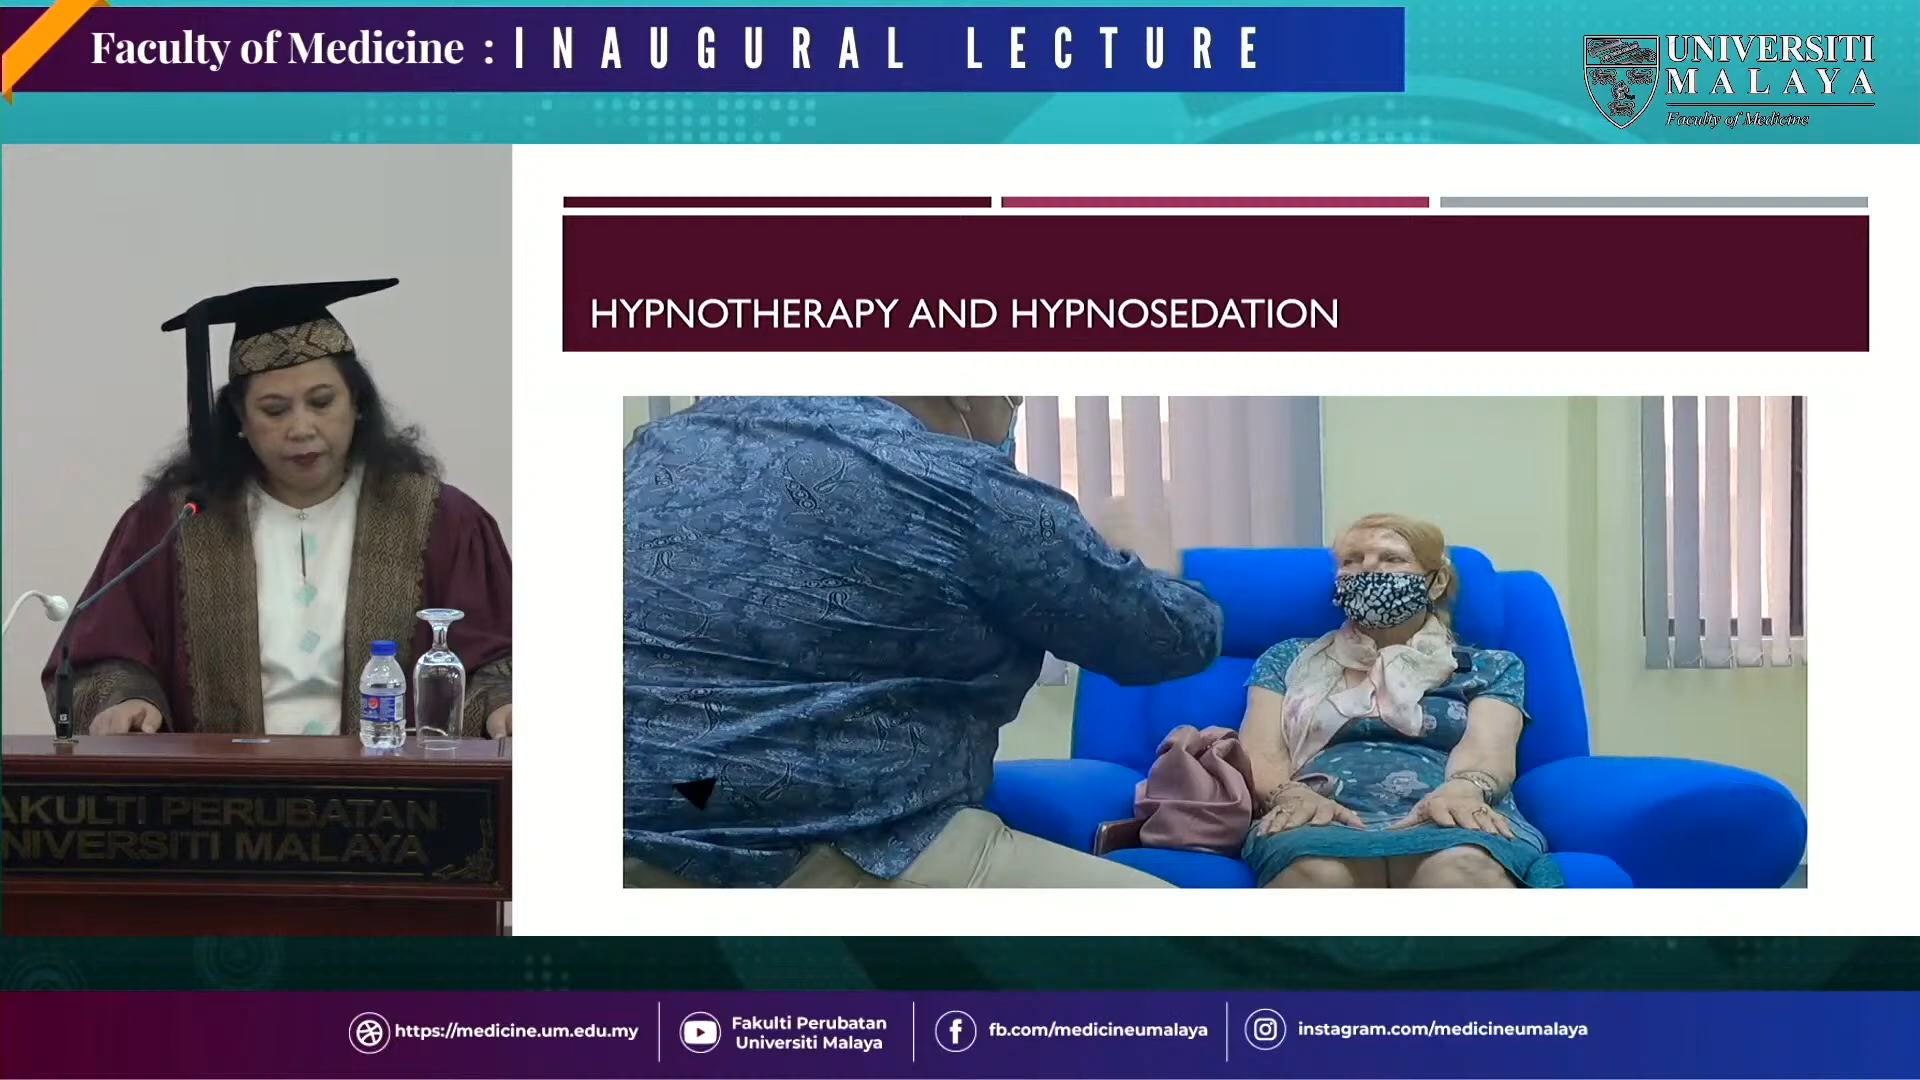 Faculty of Medicine : INAUGURAL LECTURE
UNIVERSITI
MALAYA
Faculty of Medicine
HYPNOTHERAPY AND HYPNOSEDATION
AKULTI PERUBATAN
NIVERSITI MALAYA
https://medicine.um.edu.my
Fakulti Perubatan
Universiti Malaya
fb.com/medicineumalaya
instagram.com/medicineumalaya